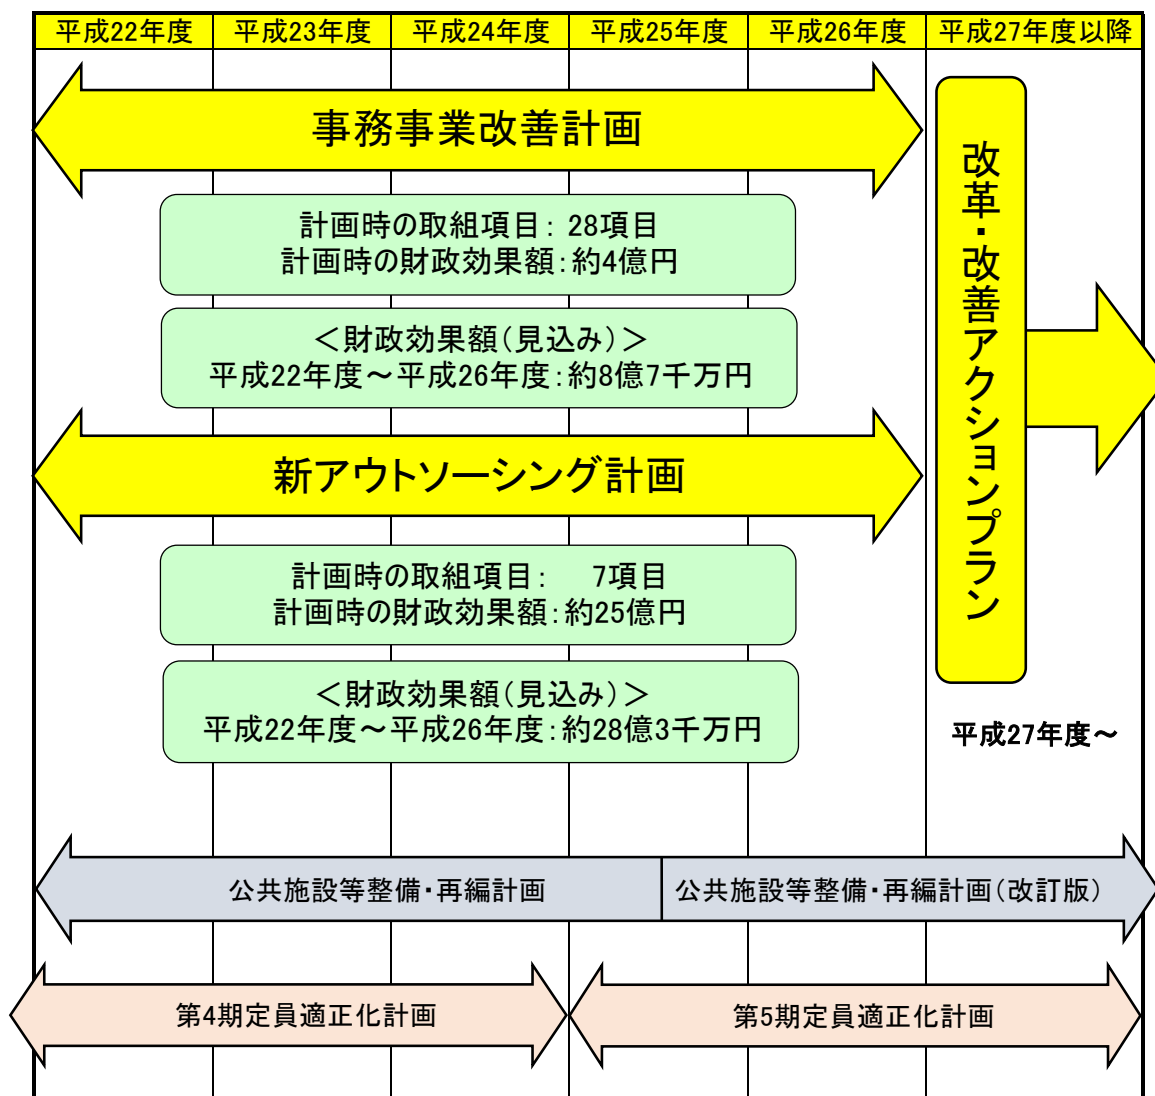 平成22年度 平成23年度 平成24年度 平成25年度 平成26年度 平成27年度以降
事務事業改善計画
計画時の取組項目：28項目
計画時の財政効果額：約4億円
＜財政効果額（見込み）＞
平成22年度～平成26年度：約8億7千万円
新アウトソーシング計画
計画時の取組項目：　7項目
計画時の財政効果額：約25億円
＜財政効果額（見込み）＞
平成22年度～平成26年度：約28億3千万円
改革・改善アクションプラン
平成27年度～
公共施設等整備・再編計画
公共施設等整備・再編計画（改訂版）
第4期定員適正化計画
第5期定員適正化計画